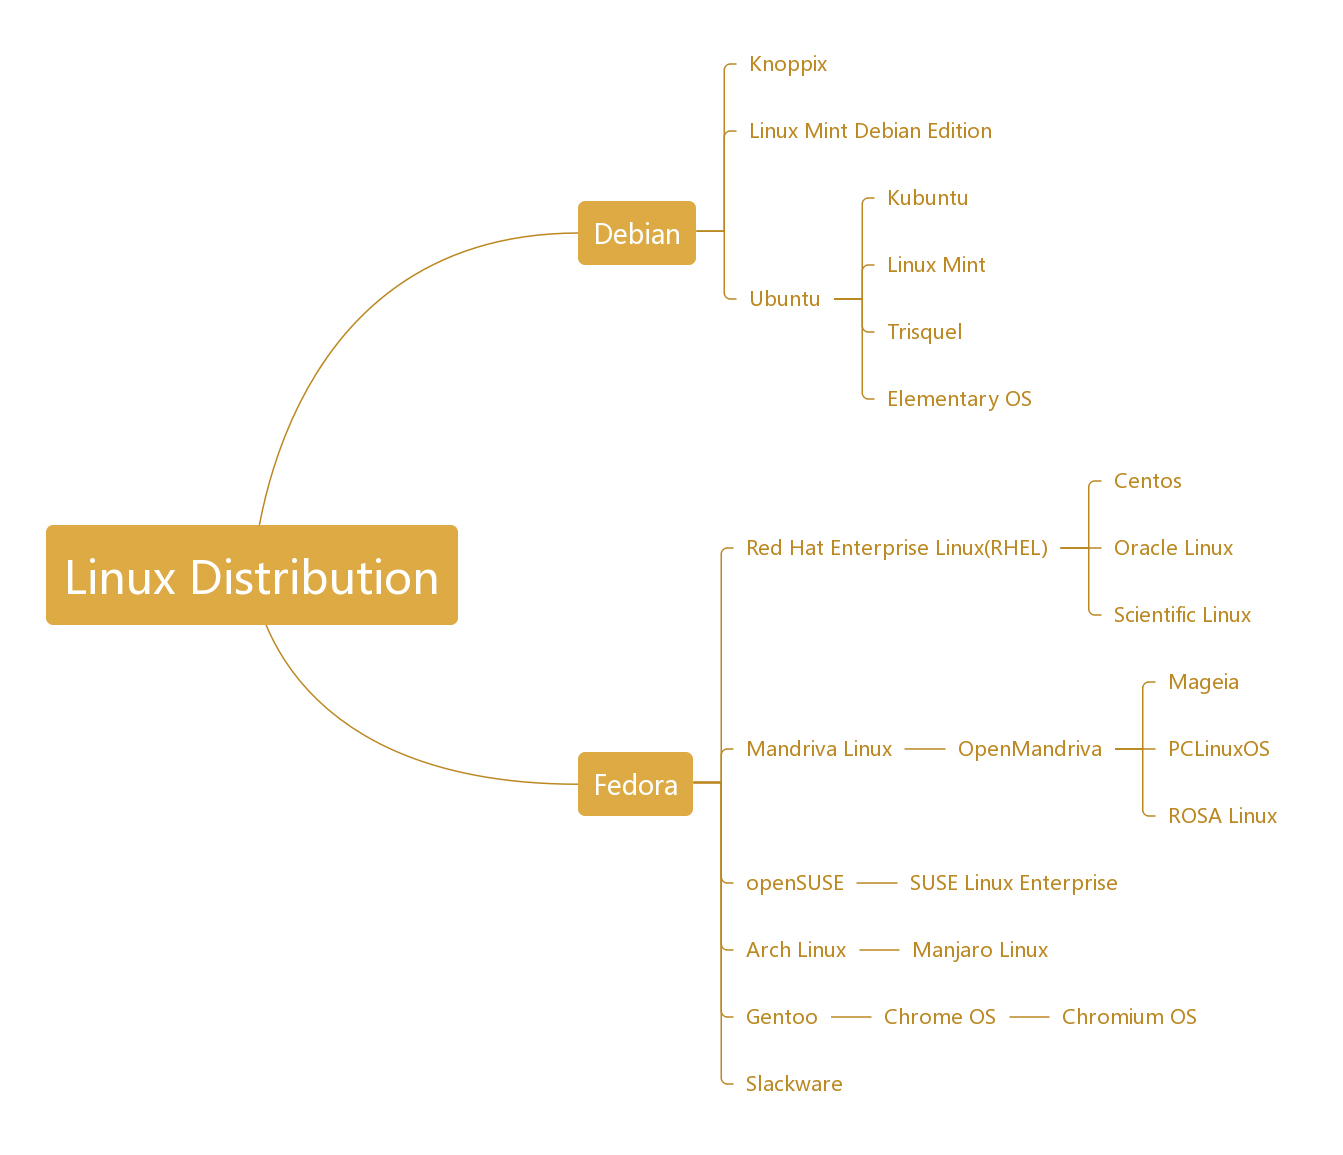 Linux Distribution
Debian
Knoppix
Linux Mint Debian Edition
Ubuntu
Kubuntu
Linux Mint
Trisquel
Elementary OS
Fedora
Red Hat Enterprise Linux(RHEL)
Centos
Oracle Linux
Scientific Linux
Mandriva Linux
OpenMandriva
Mageia
PCLinuxOS
ROSA Linux
openSUSE
SUSE Linux Enterprise
Arch Linux
Manjaro Linux
Gentoo
Chrome OS
Chromium OS
Slackware